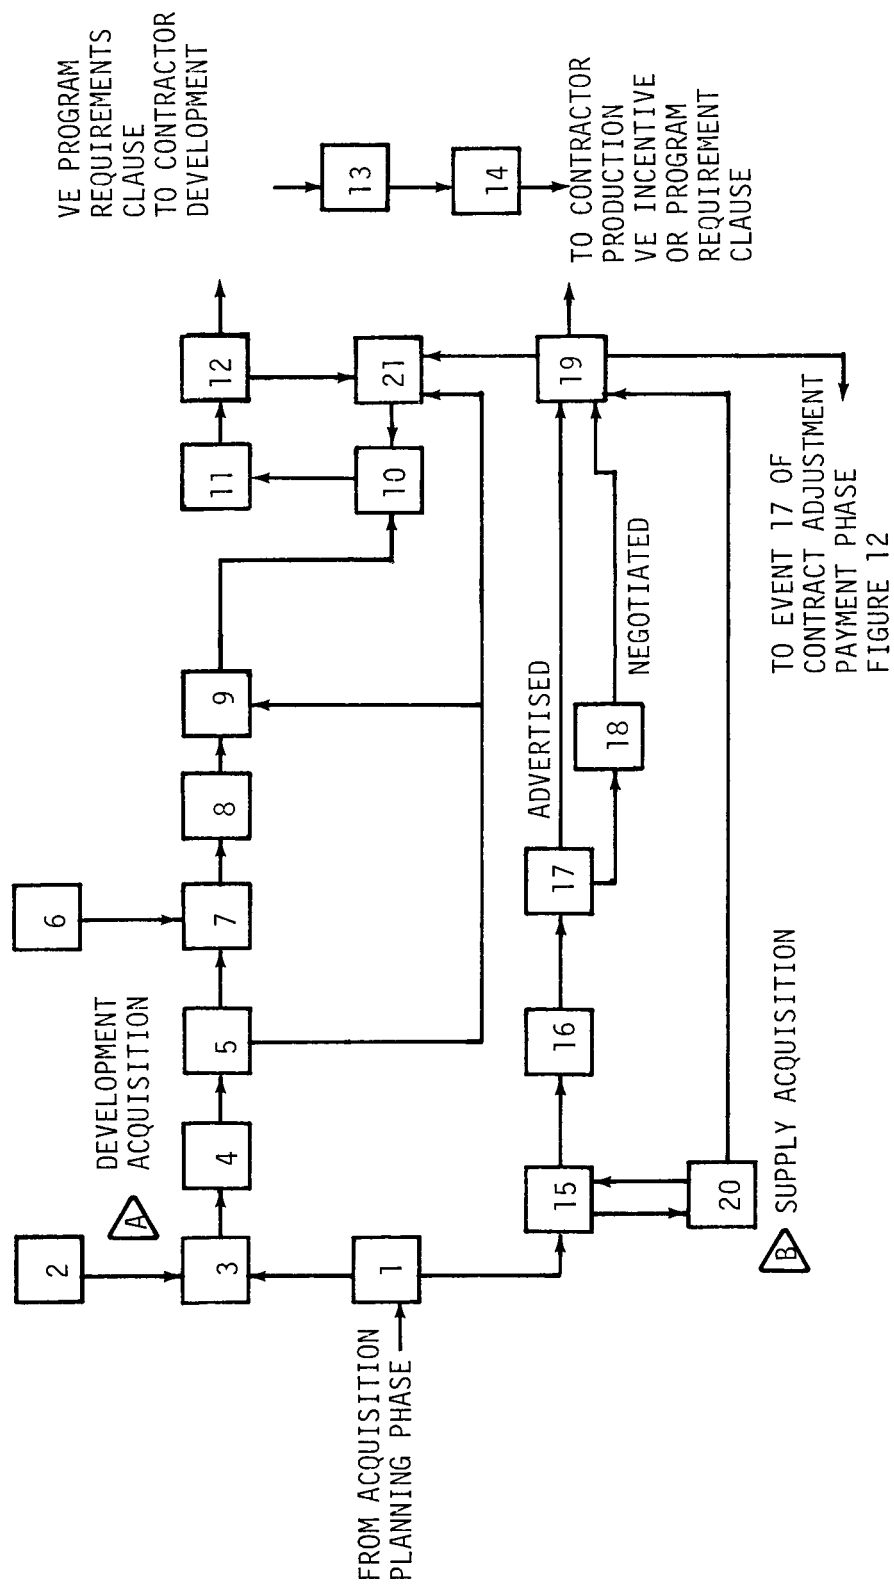 FROM ACQUISITION
PLANNING PHASE
1
2
3
A
DEVELOPMENT
ACQUISITION
4
5
6
7
8
9
10
11
12
21
VE PROGRAM
REQUIREMENTS
CLAUSE
TO CONTRACTOR
DEVELOPMENT
13
14
15
16
17
ADVERTISED
18
NEGOTIATED
19
TO CONTRACTOR
PRODUCTION
VE INCENTIVE
OR PROGRAM
REQUIREMENT
CLAUSE
20
B
SUPPLY ACQUISITION
TO EVENT 17 OF
CONTRACT ADJUSTMENT
PAYMENT PHASE
FIGURE 12